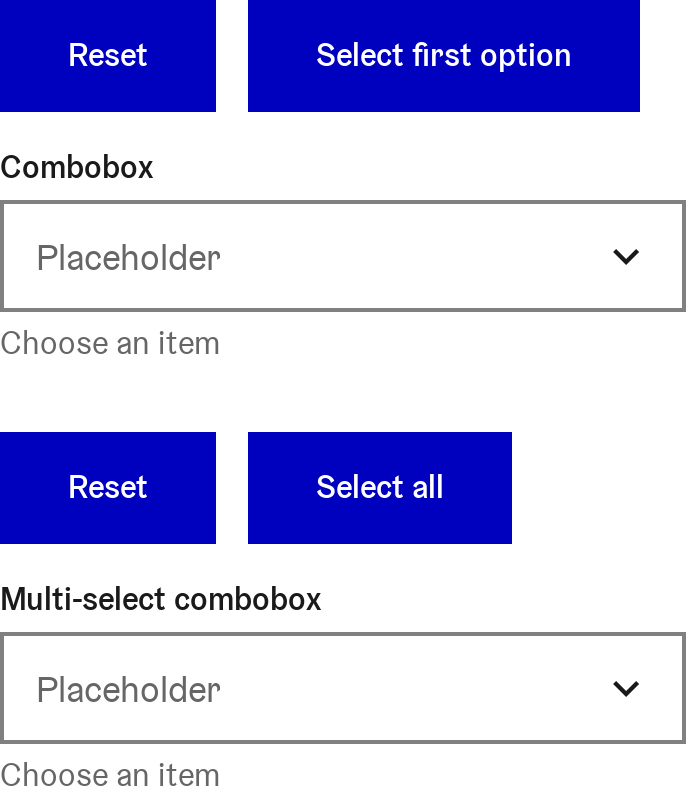 Reset Select first option
Combobox
Placeholder
Choose an item
Reset Select all
Multi-select combobox
Placeholder
Choose an item